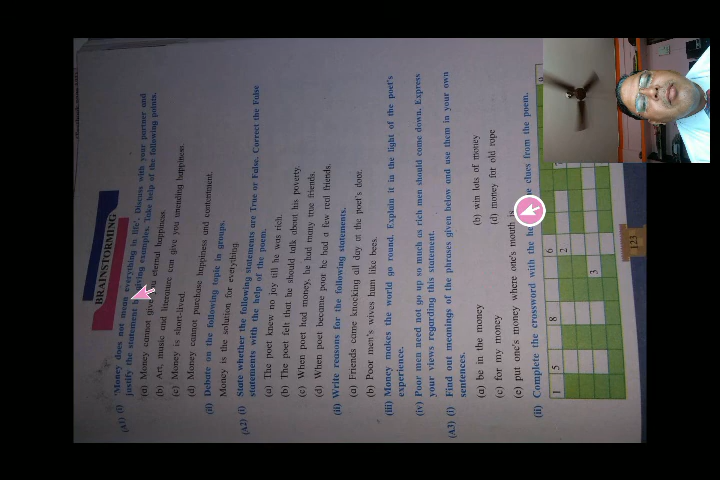 BRAINSTORMING
(A1) (i) 'Money does not mean everything in life'. Discuss with your partner and
justify the statement by giving examples. Take help of the following points.
(a) Money cannot give you eternal happiness.
(b) Art, music and literature can give you unending happiness.
(c) Money is short-lived.
(d) Money cannot purchase happiness and contentment.
(ii) Debate on the following topic in groups.
Money is the solution for everything.
(A2) (i) State whether the following statements are True or False. Correct the False
statements with the help of the poem.
(a) The poet knew no joy till he was rich.
(b) The poet felt that he should talk about his poverty.
(c) When poet had money, he had many true friends.
(d) When poet became poor he had a few real friends.
(ii) Write reasons for the following statements.
(a) Friends come knocking all day at the poet's door.
(b) Poor men's wives hum like bees.
(iii) Money makes the world go round. Explain it in the light of the poet's
experience.
(iv) Poor men need not go up so much as rich men should come down. Express
your views regarding this statement.
(A3) (i) Find out meanings of the phrases given below and use them in your own
sentences.
(a) be in the money (b) win lots of money
(c) for my money (d) money for old rope
(e) put one's money where one's mouth is
(ii) Complete the crossword with the clues from the poem.
1 5 8 6
2
3
123